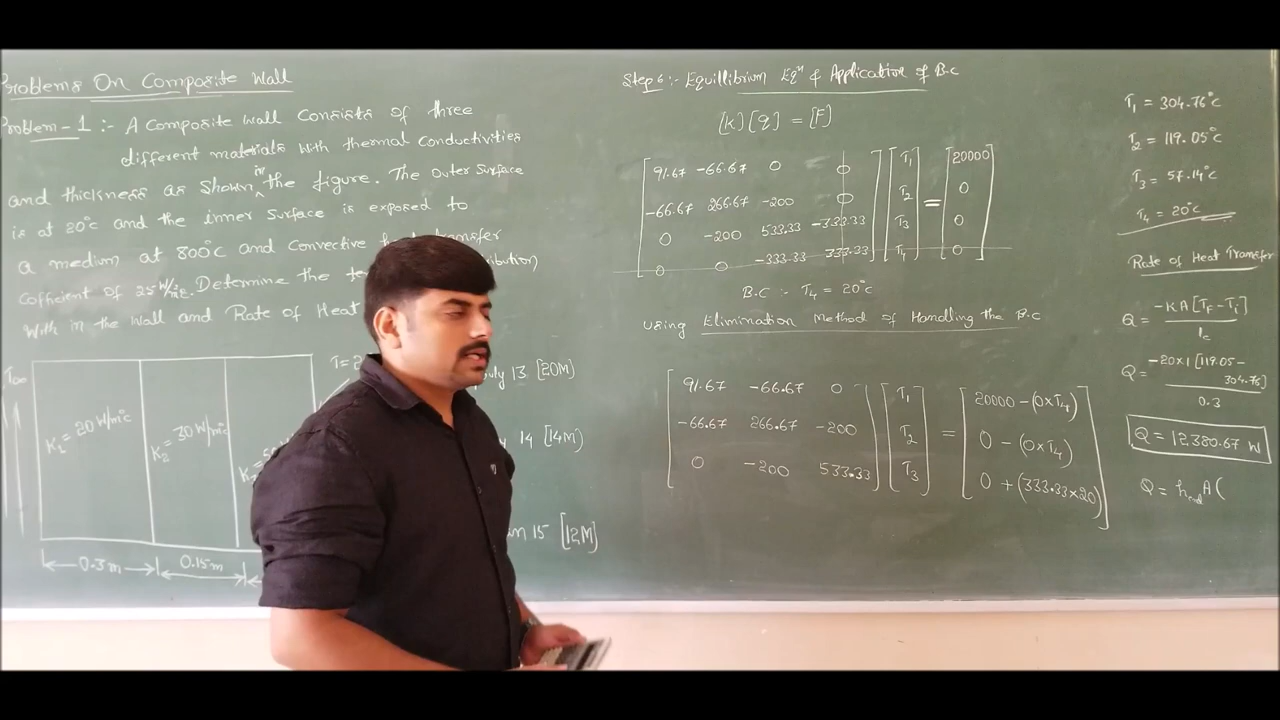 Problems On Composite Wall
Problem-1 :- A Composite Wall Consists of three
different materials with thermal Conductivities
and thickness as shown in the figure. The Outer Surface
is at 20°c and the inner surface is exposed to
a medium at 800°c and Convective
Cofficient of 25 W/m²c. Determine the
With in the Wall and Rate of Heat
T∞
K₁ = 20 W/m°c
K₂ = 30 W/m°c
0.3m
0.15m
13 [20M]
14 [14M]
15 [12M]
Step 6:- Equillibrium Eqⁿ & Application of B.C
[K][q] = [F]
91.67 -66.67 0 0 T₁ 20000
-66.67 266.67 -200 0 T₂ = 0
0 -200 533.33 -333.33 T₃ 0
0 0 -333.33 333.33 T₄ 0
B.C :- T₄ = 20°c
Using Elimination Method of Handling the B.C
91.67 -66.67 0 T₁ 20000 - (0×T₄)
-66.67 266.67 -200 T₂ = 0 - (0×T₄)
0 -200 533.33 T₃ 0 + (333.33×20)
T₁ = 304.76°c
T₂ = 119.05°c
T₃ = 57.14°c
T₄ = 20°c
Rate of Heat Transfer
Q = -KA[T_F - T_i] / l_e
Q = -20×1 [119.05 -
304.76] / 0.3
Q = 12,380.67 W
A(